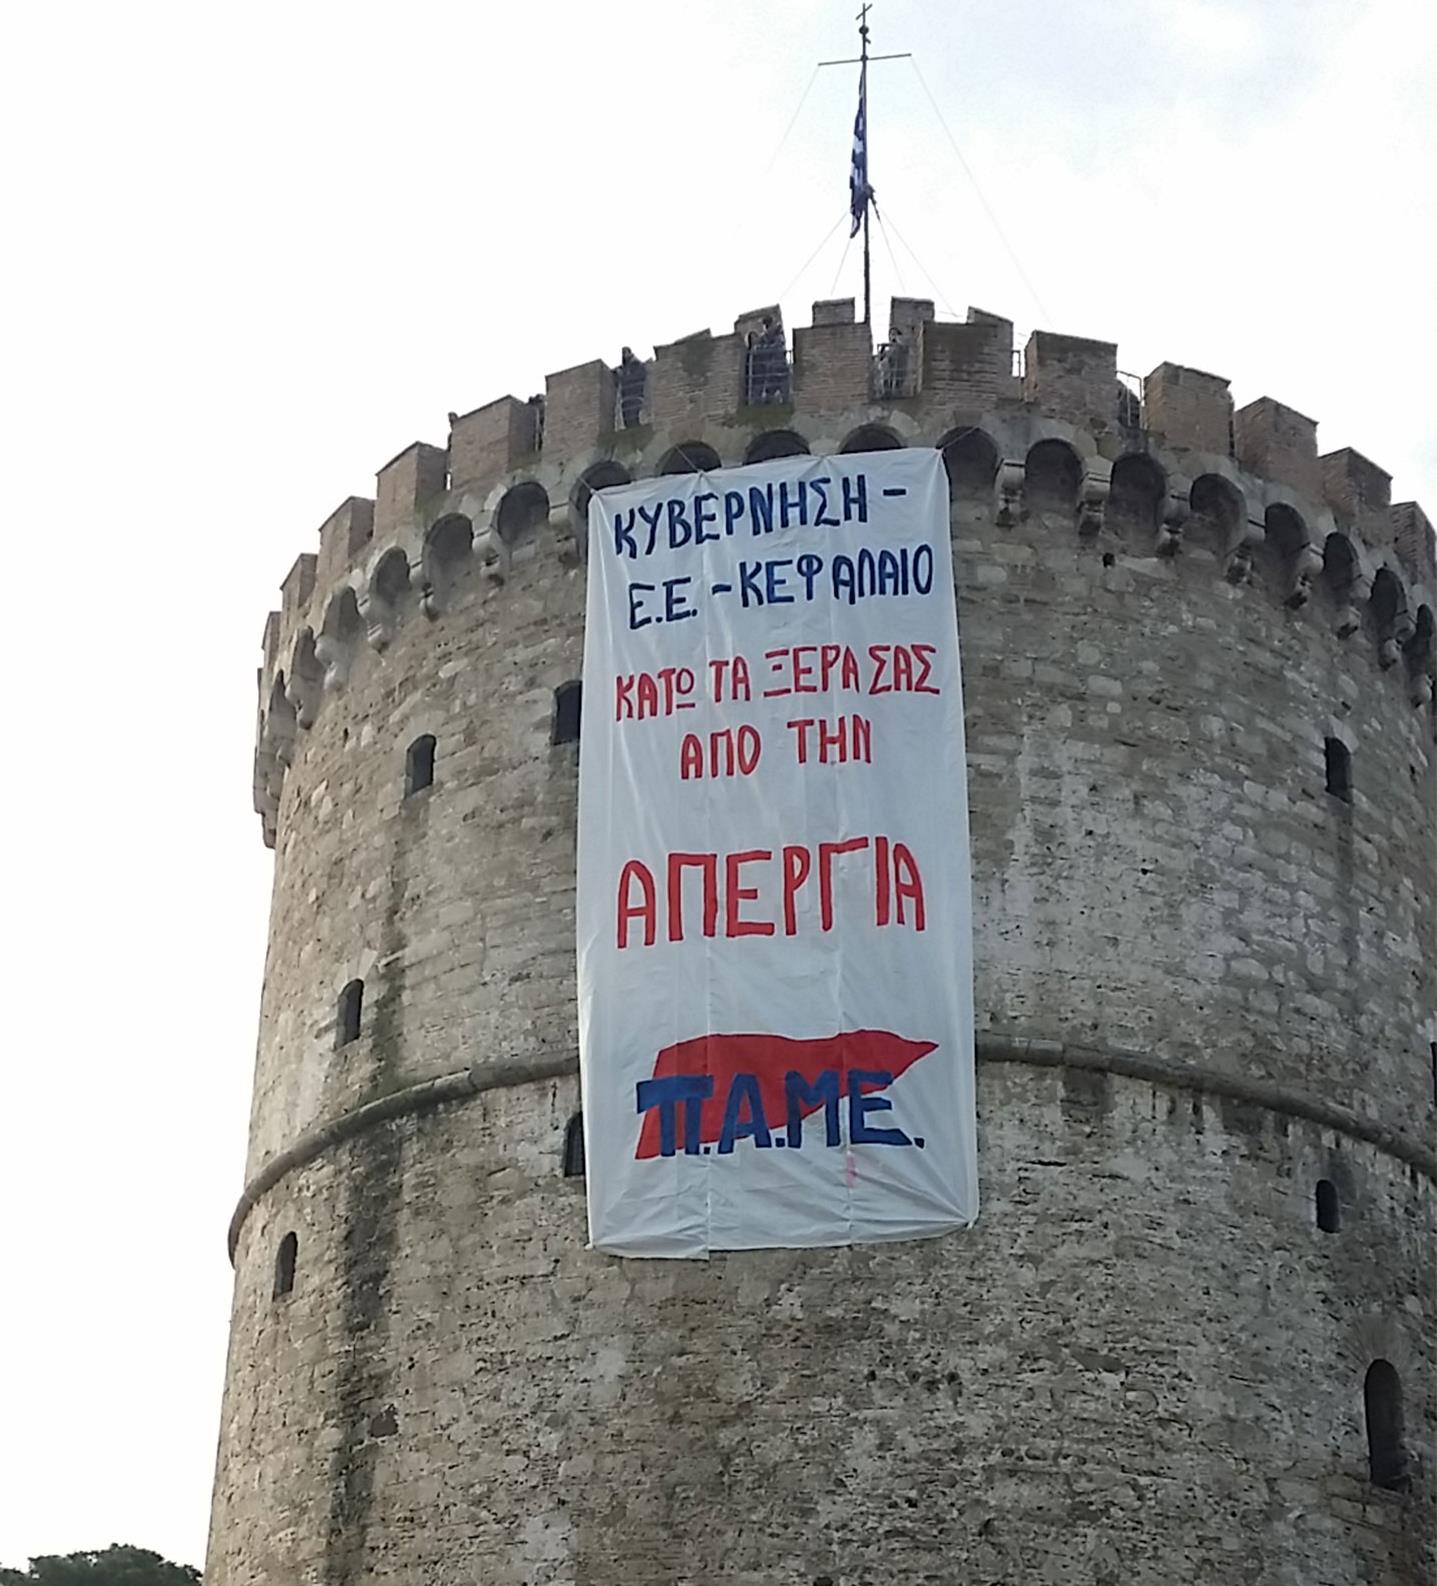 ΚΥΒΕΡΝΗΣΗ -
Ε.Ε. - ΚΕΦΑΛΑΙΟ
ΚΑΤΩ ΤΑ ΞΕΡΑ ΣΑΣ
ΑΠΟ ΤΗΝ
ΑΠΕΡΓΙΑ
Π.Α.ΜΕ.